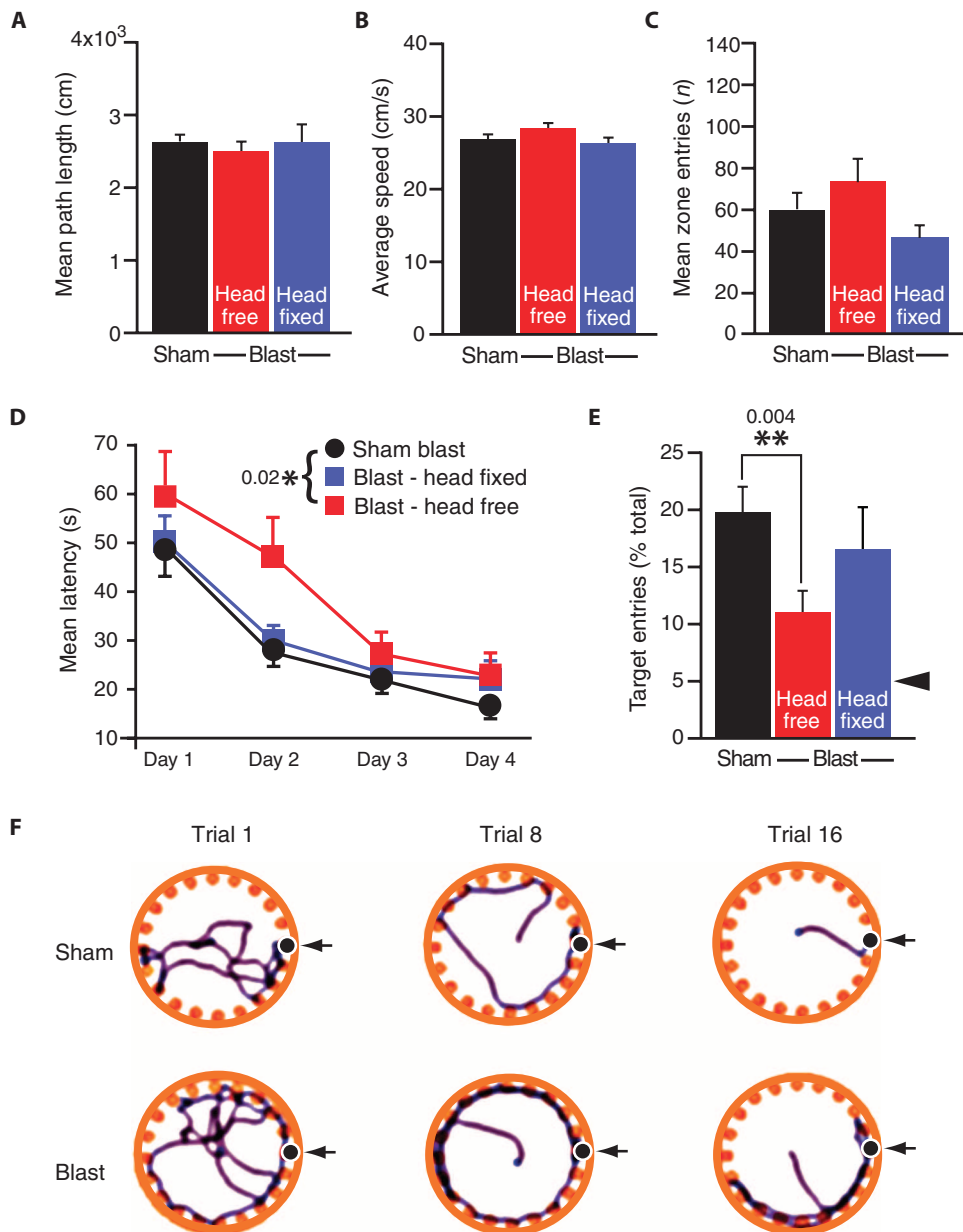 A
4x10³
3
2
1
0
Mean path length (cm)
Head
free
Head
fixed
Sham
Blast
B
40
30
20
10
0
Average speed (cm/s)
Head
free
Head
fixed
Sham
Blast
C
140
120
100
80
60
40
20
0
Mean zone entries (n)
Head
free
Head
fixed
Sham
Blast
D
70
60
50
40
30
20
10
Mean latency (s)
0.02 * {
Sham blast
Blast - head fixed
Blast - head free
Day 1 Day 2 Day 3 Day 4
E
0.004
**
25
20
15
10
5
0
Target entries (% total)
Head
free
Head
fixed
Sham
Blast
F
Trial 1 Trial 8 Trial 16
Sham
Blast